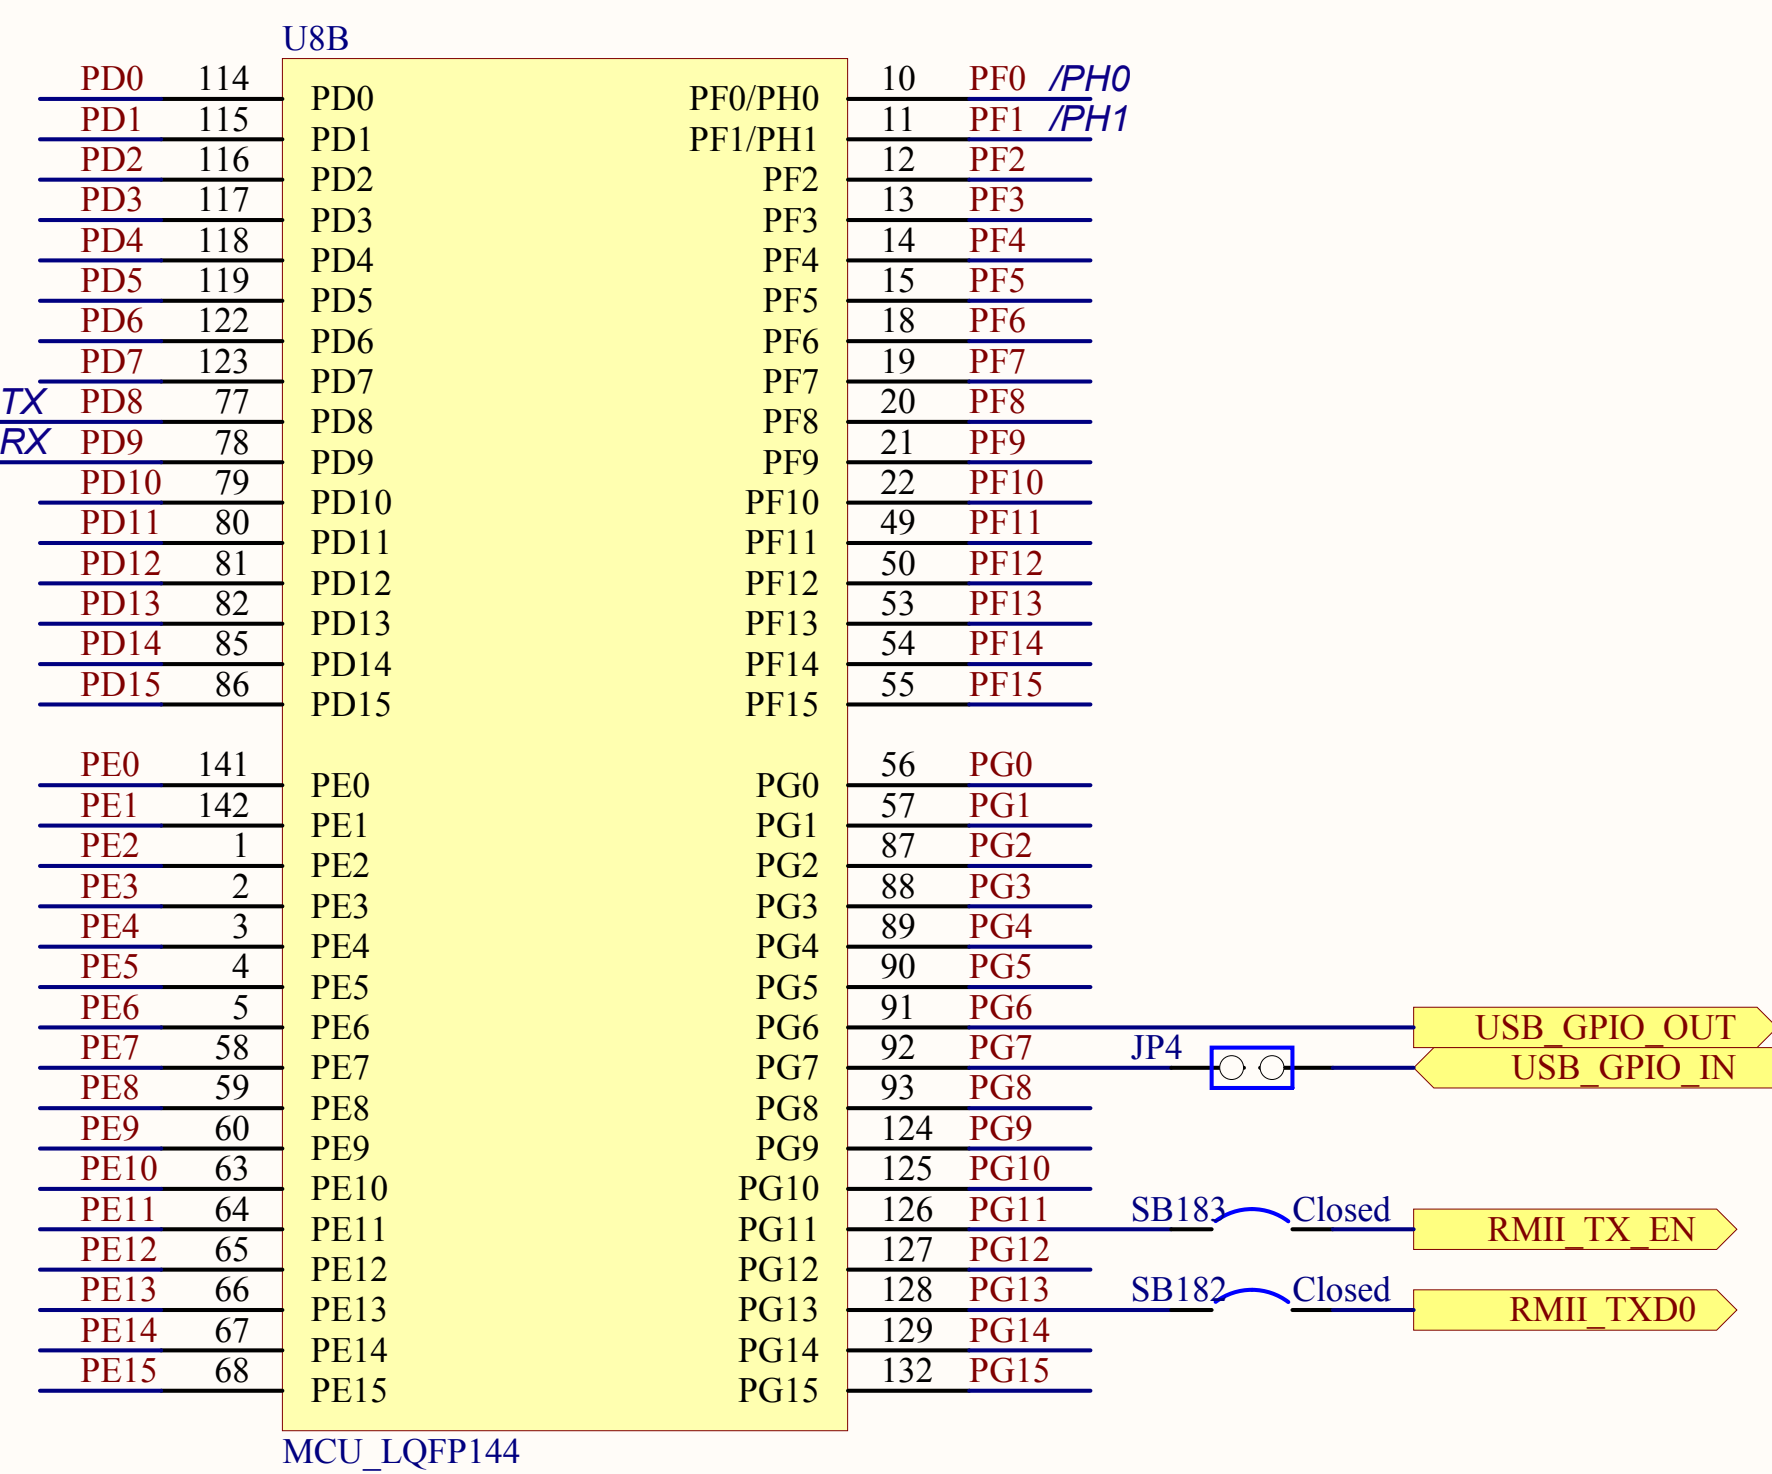 U8B
PD0 114 PD0 PF0/PH0 10 PF0 /PH0
PD1 115 PD1 PF1/PH1 11 PF1 /PH1
PD2 116 PD2 PF2 12 PF2
PD3 117 PD3 PF3 13 PF3
PD4 118 PD4 PF4 14 PF4
PD5 119 PD5 PF5 15 PF5
PD6 122 PD6 PF6 18 PF6
PD7 123 PD7 PF7 19 PF7
TX PD8 77 PD8 PF8 20 PF8
RX PD9 78 PD9 PF9 21 PF9
PD10 79 PD10 PF10 22 PF10
PD11 80 PD11 PF11 49 PF11
PD12 81 PD12 PF12 50 PF12
PD13 82 PD13 PF13 53 PF13
PD14 85 PD14 PF14 54 PF14
PD15 86 PD15 PF15 55 PF15
PE0 141 PE0 PG0 56 PG0
PE1 142 PE1 PG1 57 PG1
PE2 1 PE2 PG2 87 PG2
PE3 2 PE3 PG3 88 PG3
PE4 3 PE4 PG4 89 PG4
PE5 4 PE5 PG5 90 PG5
PE6 5 PE6 PG6 91 PG6 USB_GPIO_OUT
PE7 58 PE7 PG7 92 PG7 JP4 USB_GPIO_IN
PE8 59 PE8 PG8 93 PG8
PE9 60 PE9 PG9 124 PG9
PE10 63 PE10 PG10 125 PG10
PE11 64 PE11 PG11 126 PG11 SB183 Closed RMII_TX_EN
PE12 65 PE12 PG12 127 PG12
PE13 66 PE13 PG13 128 PG13 SB182 Closed RMII_TXD0
PE14 67 PE14 PG14 129 PG14
PE15 68 PE15 PG15 132 PG15
MCU_LQFP144